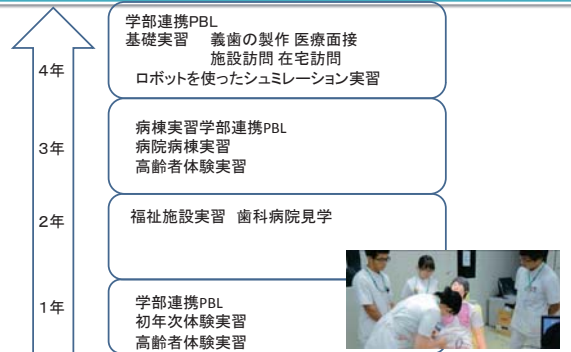 学部連携PBL
基礎実習　義歯の製作 医療面接
施設訪問 在宅訪問
4年
ロボットを使ったシュミレーション実習
病棟実習学部連携PBL
3年
病院病棟実習
高齢者体験実習
2年
福祉施設実習　歯科病院見学
学部連携PBL
1年
初年次体験実習
高齢者体験実習